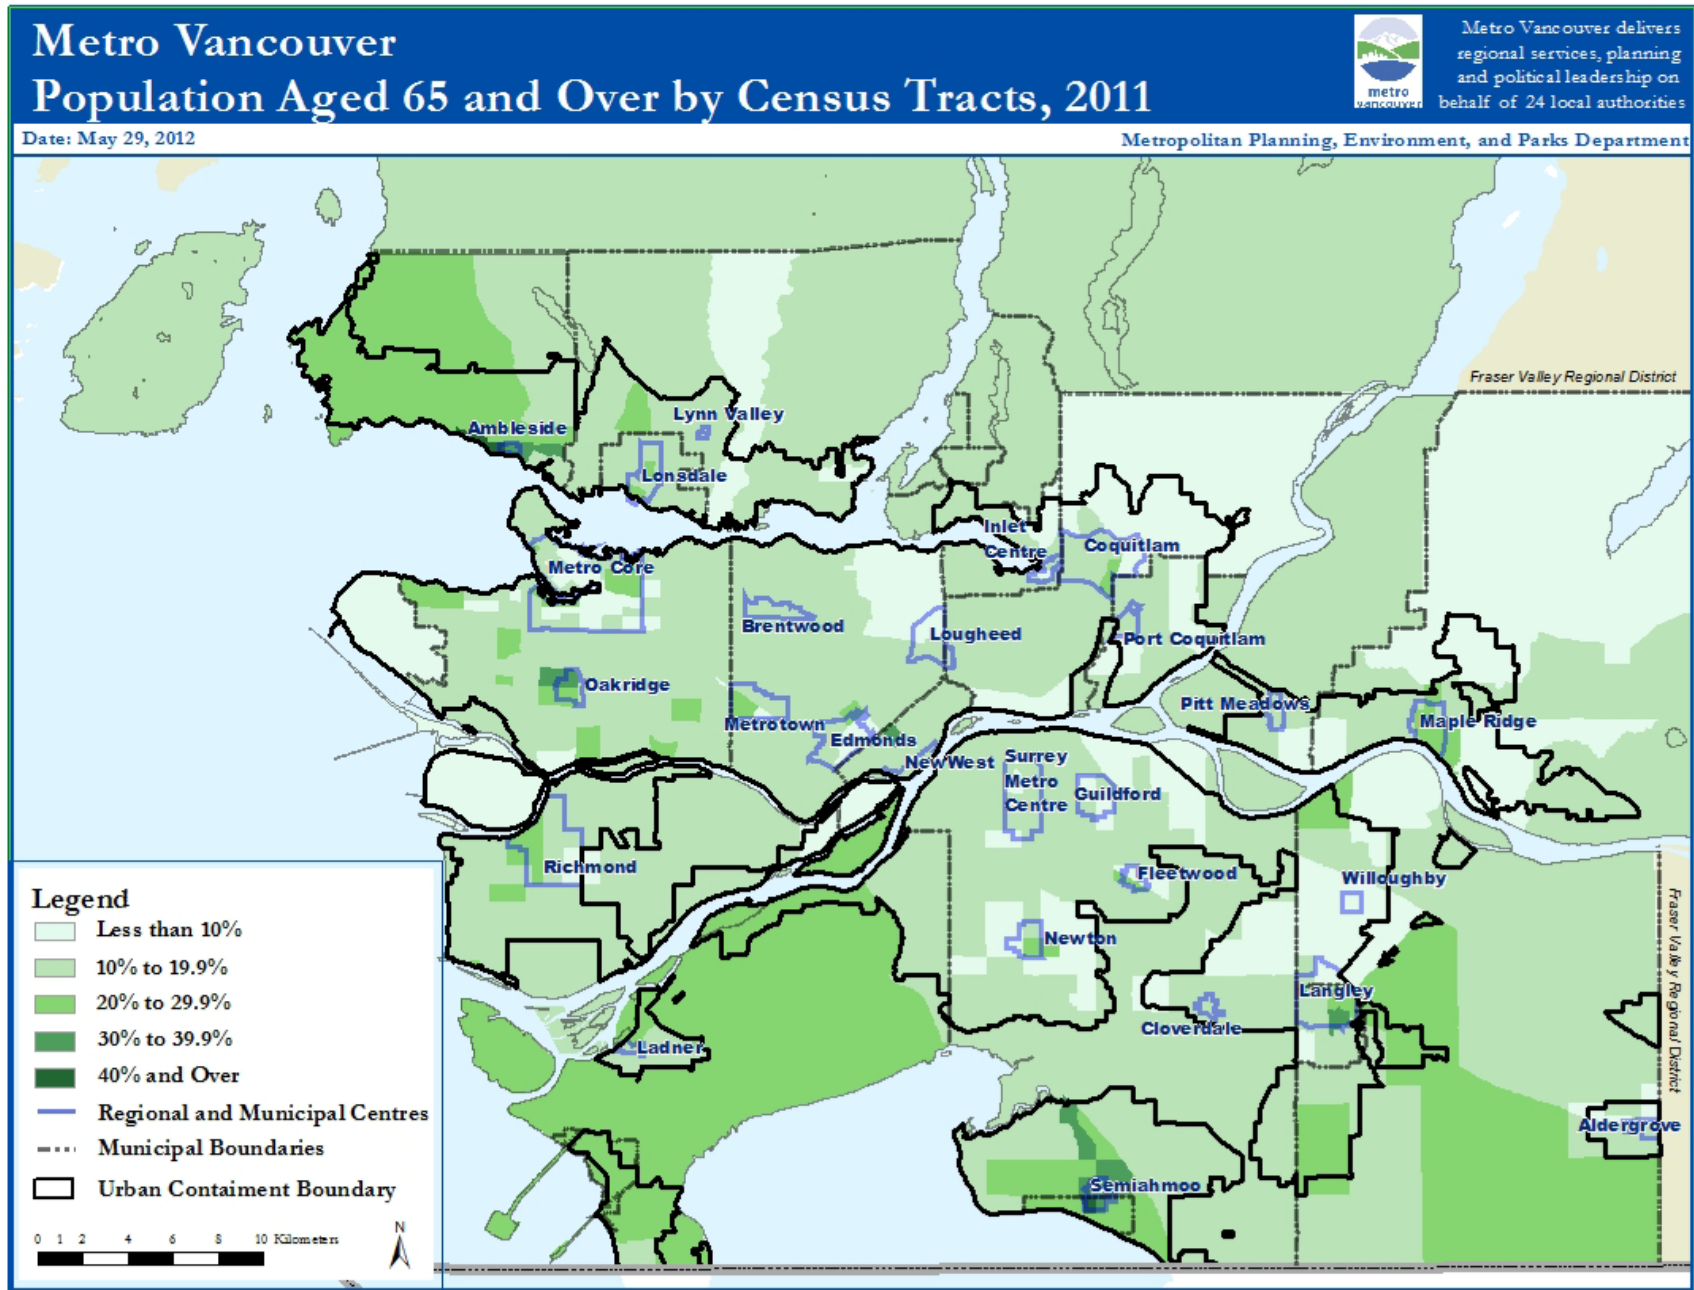 Metro Vancouver
Population Aged 65 and Over by Census Tracts, 2011
metro
vancouver
Metro Vancouver delivers
regional services, planning
and political leadership on
behalf of 24 local authorities
Date: May 29, 2012
Metropolitan Planning, Environment, and Parks Department
Fraser Valley Regional District
Ambleside
Lynn Valley
Lonsdale
Inlet
Centre
Coquitlam
Metro Core
Brentwood
Lougheed
Port Coquitlam
Oakridge
Metrotown
Edmonds
Pitt Meadows
Maple Ridge
NewWest
Surrey
Metro
Centre
Guildford
Richmond
Fleetwood
Willoughby
Newton
Langley
Cloverdale
Ladner
Semiahmoo
Aldergrove
Fraser Valley Regional District
Legend
Less than 10%
10% to 19.9%
20% to 29.9%
30% to 39.9%
40% and Over
Regional and Municipal Centres
Municipal Boundaries
Urban Contaiment Boundary
0 1 2 4 6 8 10 Kilometers
N